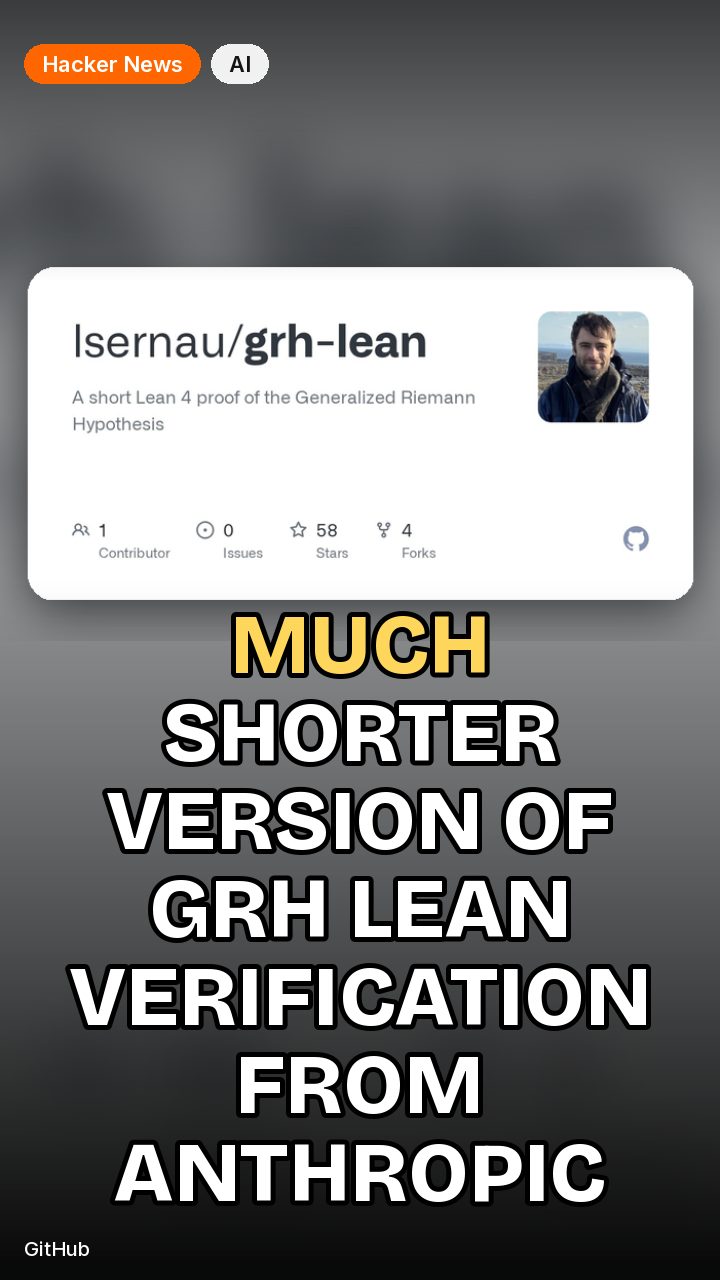 Hacker News AI
lsernau/grh-lean
A short Lean 4 proof of the Generalized Riemann
Hypothesis
1 0 58 4
Contributor Issues Stars Forks
MUCH
SHORTER
VERSION OF
GRH LEAN
VERIFICATION
FROM
ANTHROPIC
GitHub